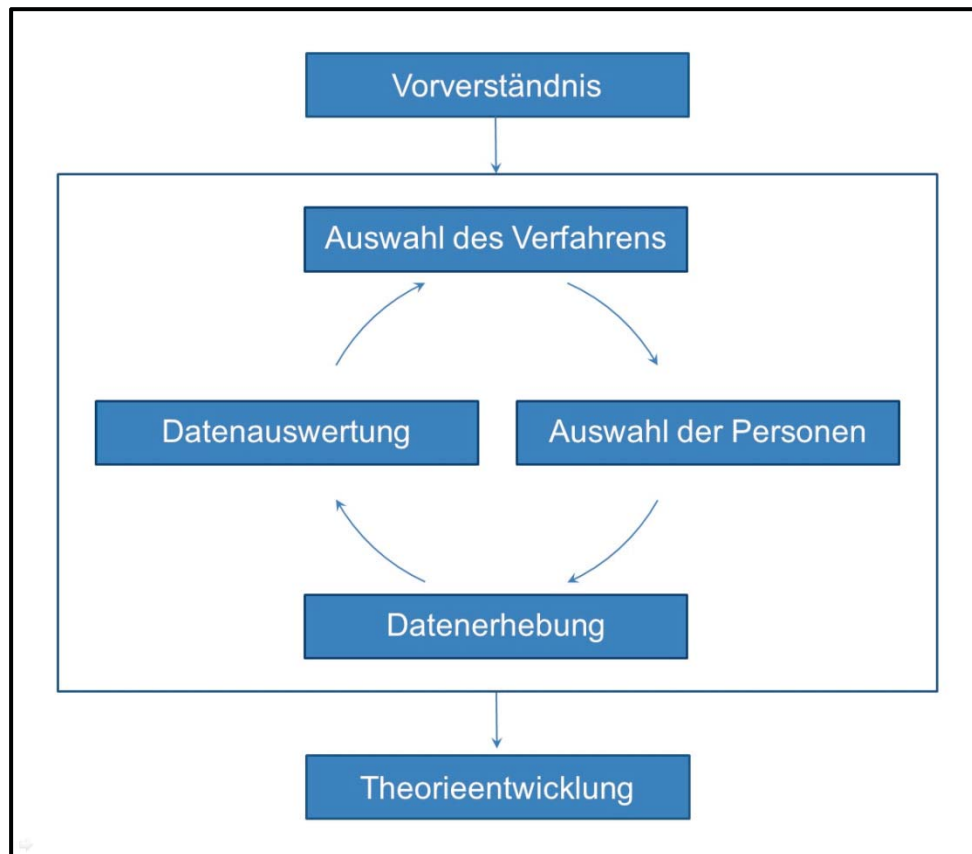 Vorverständnis
Auswahl des Verfahrens
Datenauswertung
Auswahl der Personen
Datenerhebung
Theorieentwicklung